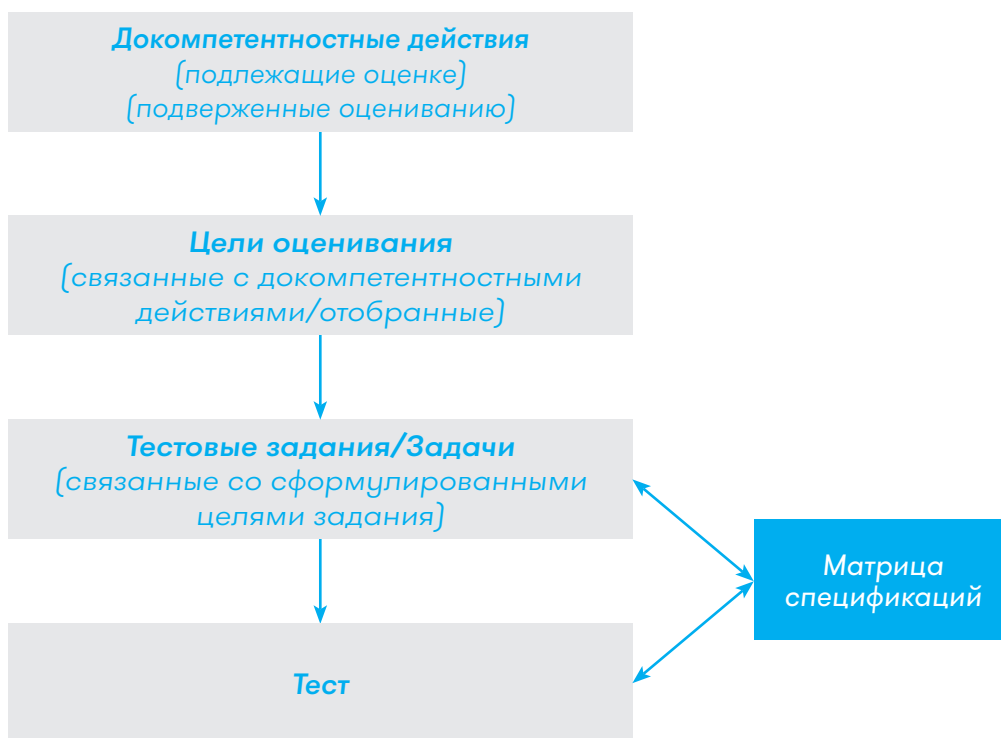 Докомпетентностные действия
(подлежащие оценке)
(подверженные оцениванию)
Цели оценивания
(связанные с докомпетентностными
действиями/отобранные)
Тестовые задания/Задачи
(связанные со сформулированными
целями задания)
Матрица
спецификаций
Тест